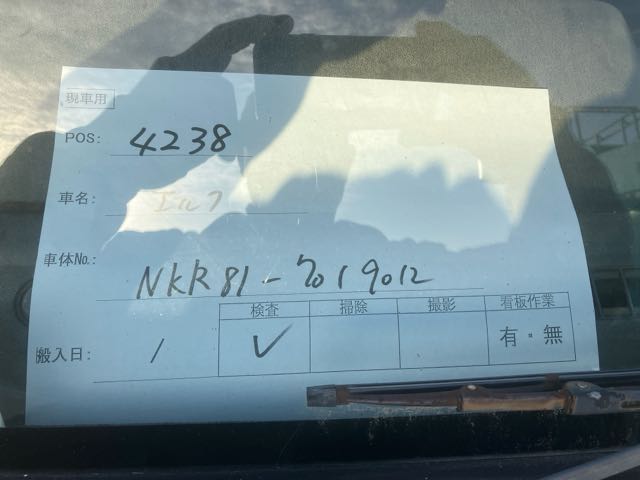 現車用
POS: 4238
車名: エルフ
車体No.: NKR81-7019012
検査 掃除 撮影 看板作業
搬入日: / ✓ 有・無